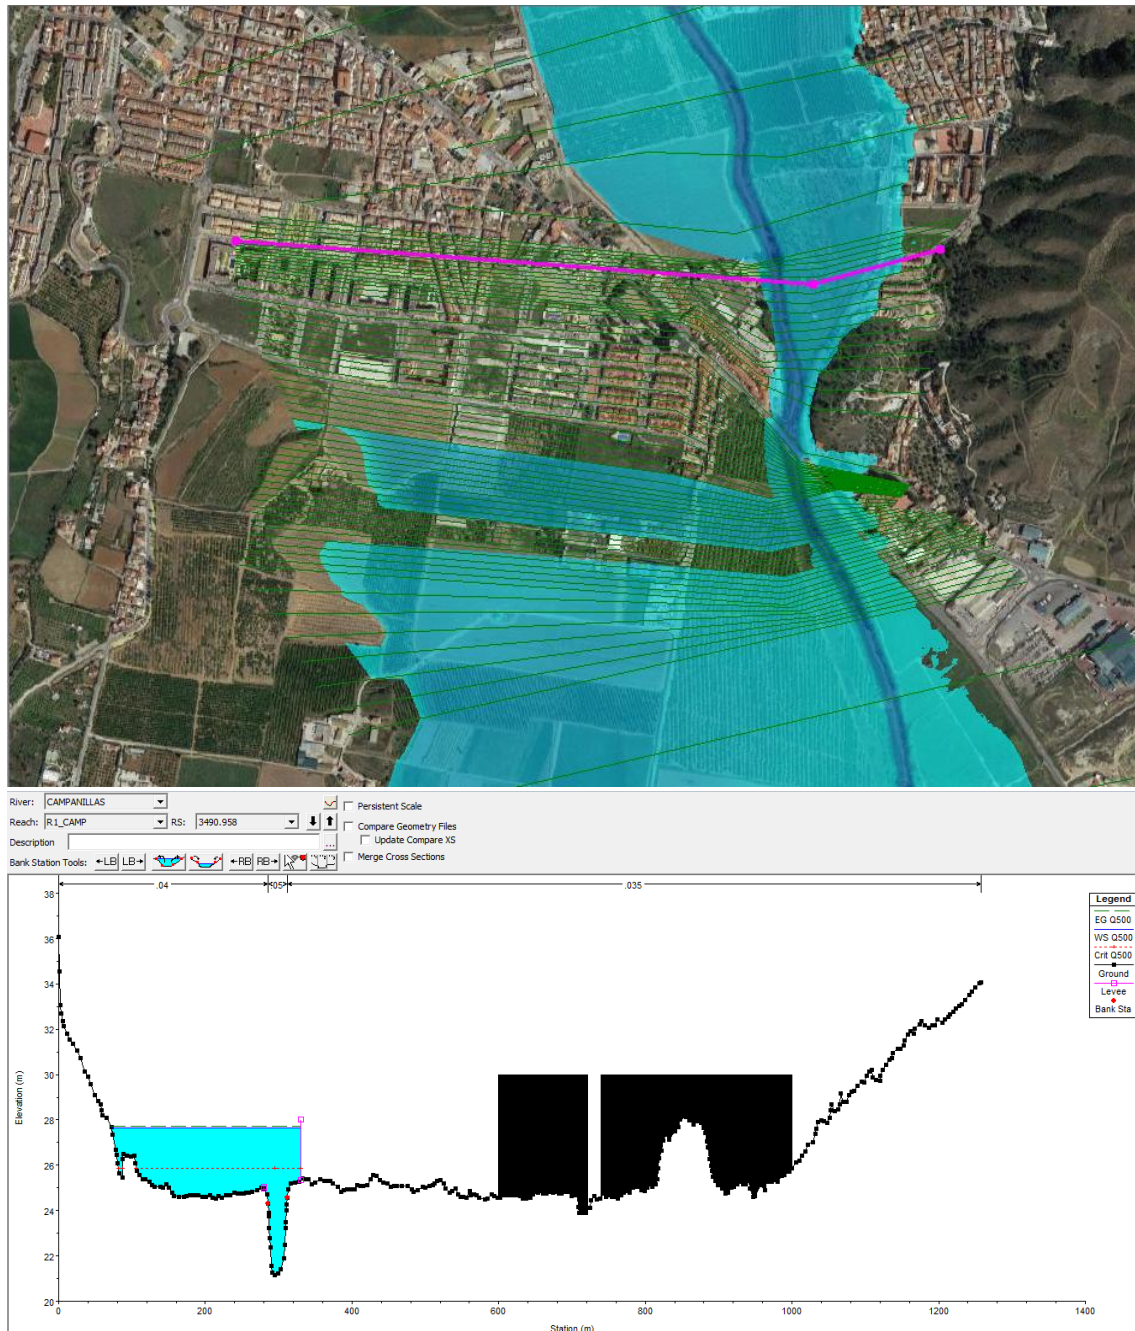 River: CAMPANILLAS
Persistent Scale
Reach: R1_CAMP RS: 3490.958
Compare Geometry Files
Description ...
Update Compare XS
Bank Station Tools: ←LB LB→ ←RB RB→
Merge Cross Sections
.04 .05 .035
38
36
34
32
30
28
26
24
22
20
Elevation (m)
0 200 400 600 800 1000 1200 1400
Station (m)
Legend
EG Q500
WS Q500
Crit Q500
Ground
Levee
Bank Sta